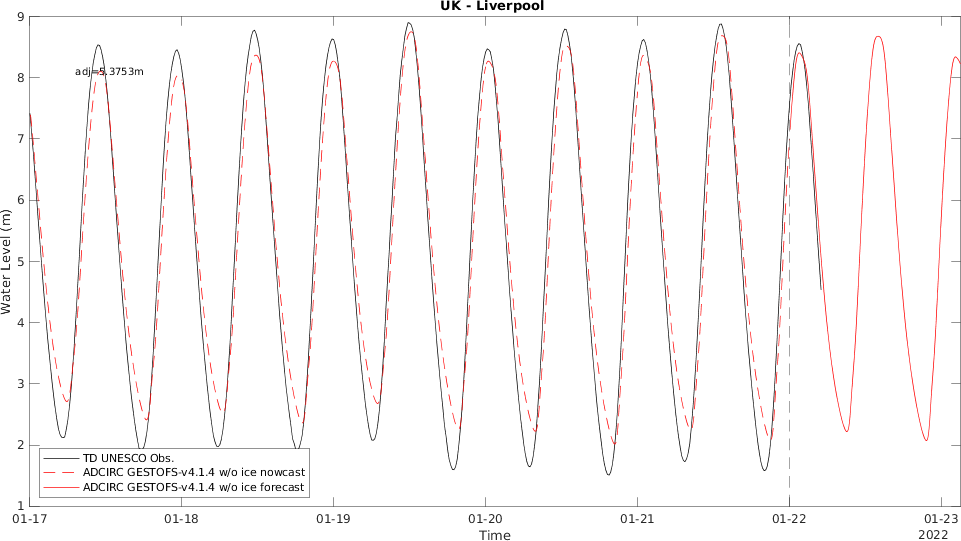 UK - Liverpool
9
8
7
6
5
4
3
2
1
Water Level (m)
adj=5.3753m
TD UNESCO Obs.
ADCIRC GESTOFS-v4.1.4 w/o ice nowcast
ADCIRC GESTOFS-v4.1.4 w/o ice forecast
01-17
01-18
01-19
01-20
01-21
01-22
01-23
Time
2022